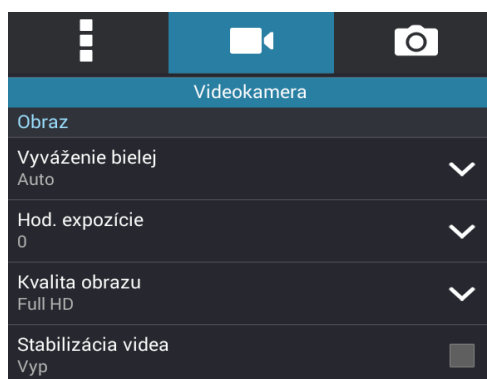 Videokamera
Obraz
Vyváženie bielej
Auto
Hod. expozície
0
Kvalita obrazu
Full HD
Stabilizácia videa
Vyp